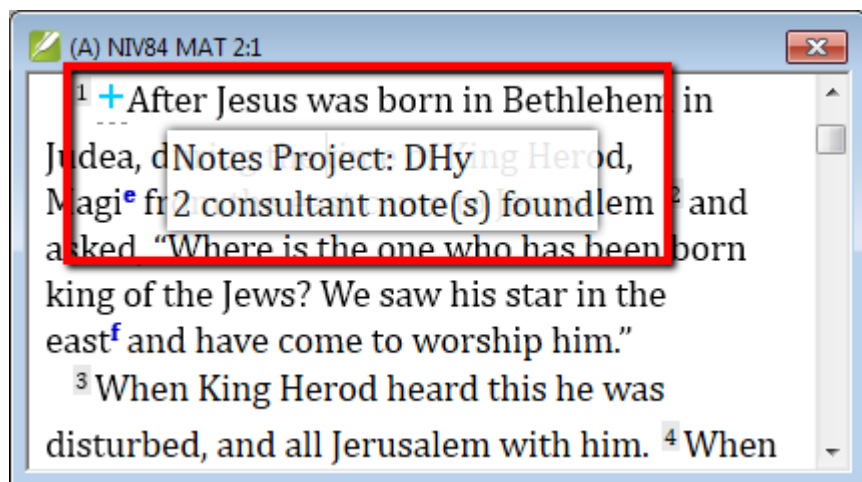 (A) NIV84 MAT 2:1
1 +After Jesus was born in Bethlehem in
Judea, d King Herod,
Notes Project: DHy
Magie fr lem 2 and
2 consultant note(s) found
asked, “Where is the one who has been born
king of the Jews? We saw his star in the
eastf and have come to worship him.”
3 When King Herod heard this he was
disturbed, and all Jerusalem with him. 4 When